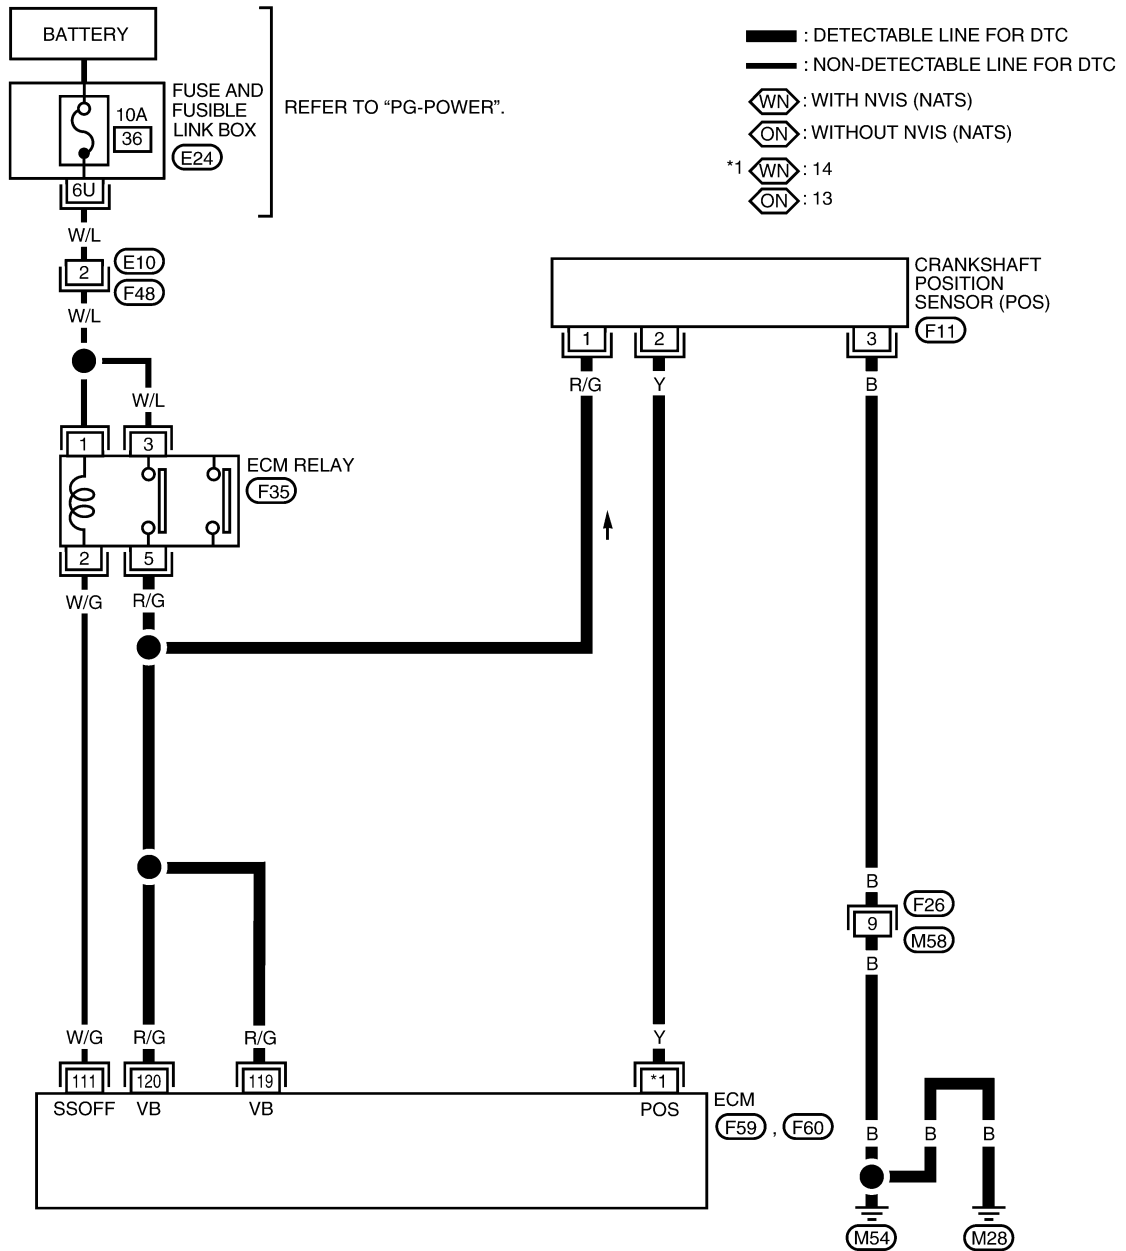 BATTERY
FUSE AND
FUSIBLE
LINK BOX
E24
10A
36
6U
REFER TO “PG-POWER”.
: DETECTABLE LINE FOR DTC
: NON-DETECTABLE LINE FOR DTC
WN : WITH NVIS (NATS)
ON : WITHOUT NVIS (NATS)
*1 WN : 14
ON : 13
W/L
2
E10
F48
W/L
W/L
1
3
ECM RELAY
F35
2
5
W/G
R/G
CRANKSHAFT
POSITION
SENSOR (POS)
F11
1
2
3
R/G
Y
B
B
9
F26
M58
B
W/G
R/G
R/G
Y
111
120
119
*1
SSOFF
VB
VB
POS
ECM
F59 , F60
B
B
B
M54
M28